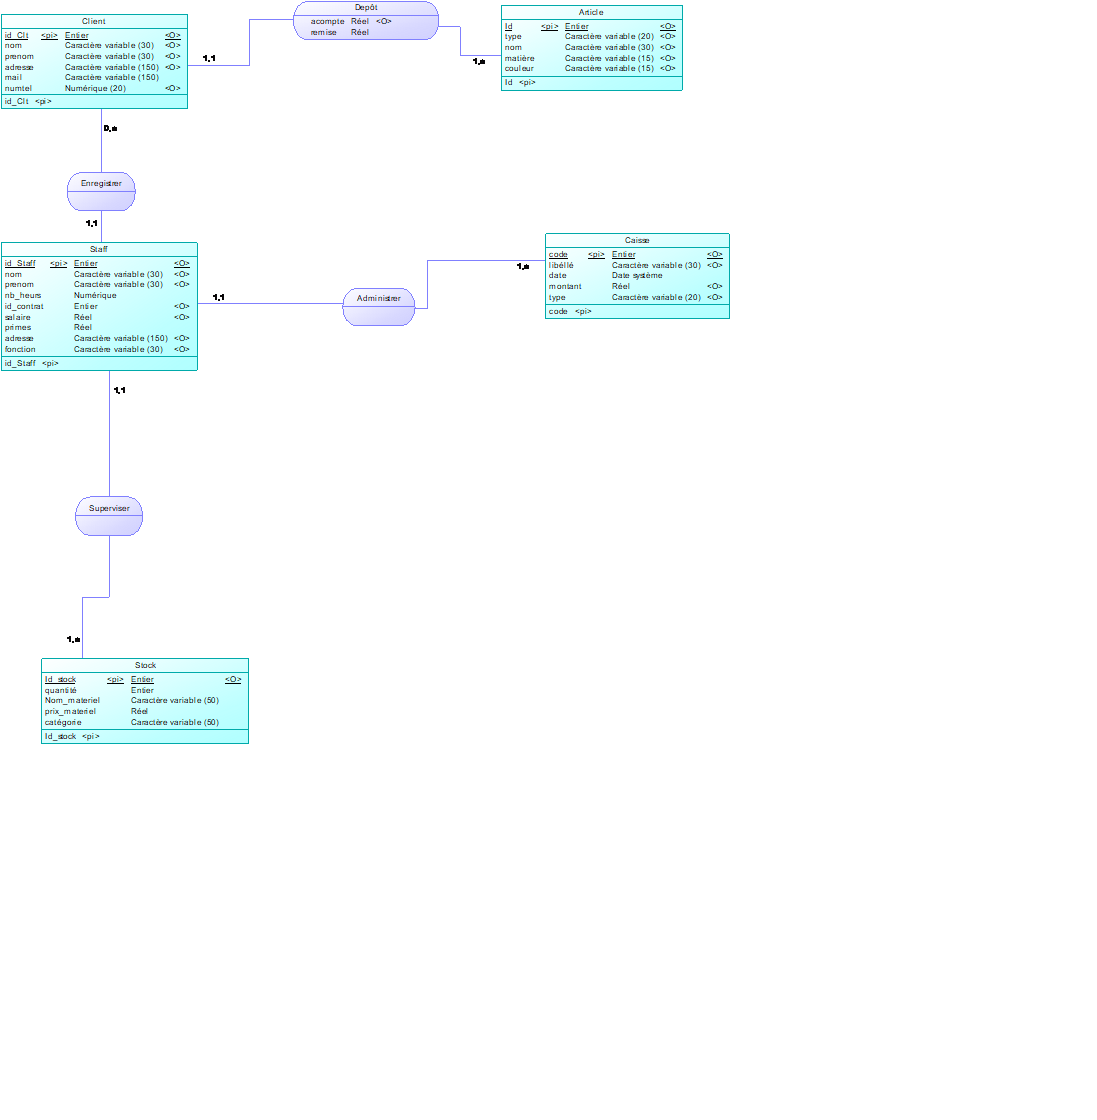 Client
id_Clt <pi> Entier <O>
nom Caractère variable (30) <O>
prenom Caractère variable (30) <O>
adresse Caractère variable (150) <O>
mail Caractère variable (150)
numtel Numérique (20) <O>
id_Clt <pi>
1,1
Depôt
acompte Réel <O>
remise Réel
1,*
Article
Id <pi> Entier <O>
type Caractère variable (20) <O>
nom Caractère variable (30) <O>
matière Caractère variable (15) <O>
couleur Caractère variable (15) <O>
Id <pi>
0,*
Enregistrer
1,1
Staff
id_Staff <pi> Entier <O>
nom Caractère variable (30) <O>
prenom Caractère variable (30) <O>
nb_heurs Numérique
id_contrat Entier <O>
salaire Réel <O>
primes Réel
adresse Caractère variable (150) <O>
fonction Caractère variable (30) <O>
id_Staff <pi>
1,1
Administrer
1,*
Caisse
code <pi> Entier <O>
libéllé Caractère variable (30) <O>
date Date système
montant Réel <O>
type Caractère variable (20) <O>
code <pi>
1,1
Superviser
1,*
Stock
Id_stock <pi> Entier <O>
quantité Entier
Nom_materiel Caractère variable (50)
prix_materiel Réel
catégorie Caractère variable (50)
Id_stock <pi>